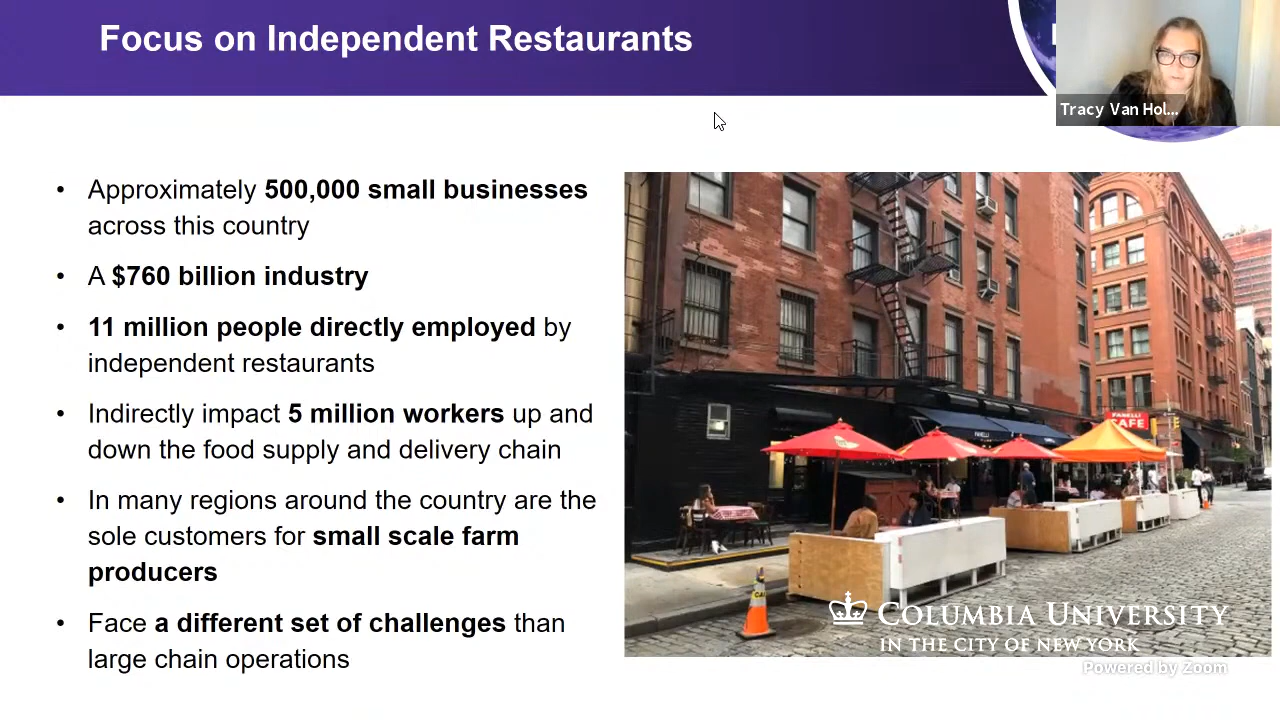 Focus on Independent Restaurants
Tracy Van Hol...
• Approximately 500,000 small businesses
across this country
• A $760 billion industry
• 11 million people directly employed by
independent restaurants
• Indirectly impact 5 million workers up and
down the food supply and delivery chain
• In many regions around the country are the
sole customers for small scale farm
producers
• Face a different set of challenges than
large chain operations
FANELLI
CAFE
FANELLI
COLUMBIA UNIVERSITY
IN THE CITY OF NEW YORK
Powered by Zoom